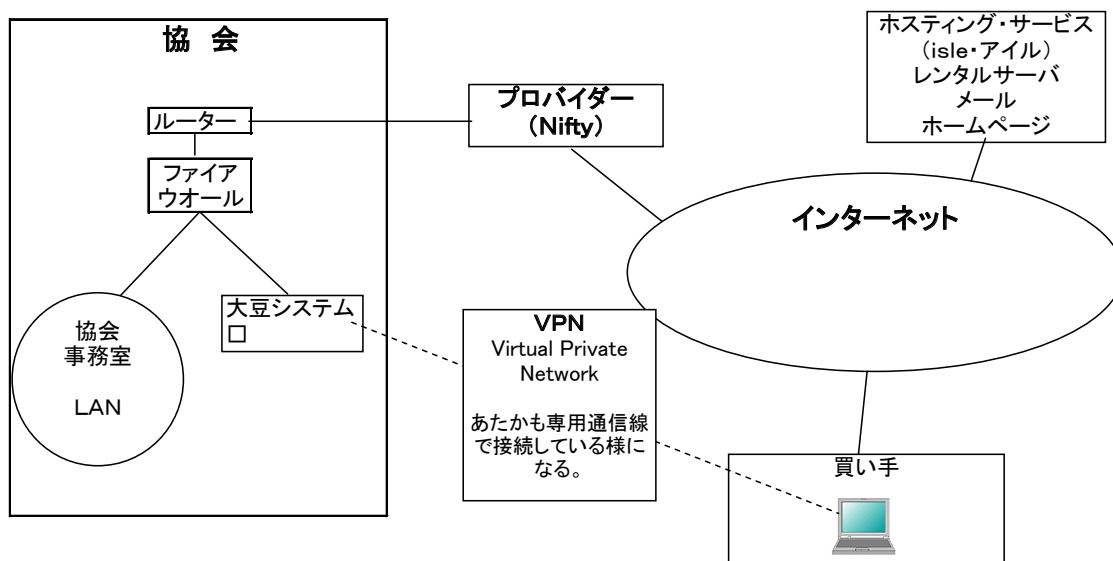 協　会
ルーター
ファイア
ウオール
協会
事務室
LAN
大豆システム
プロバイダー
（Nifty）
ホスティング・サービス
（isle・アイル）
レンタルサーバ
メール
ホームページ
インターネット
VPN
Virtual Private
Network
あたかも専用通信線
で接続している様に
なる。
買い手